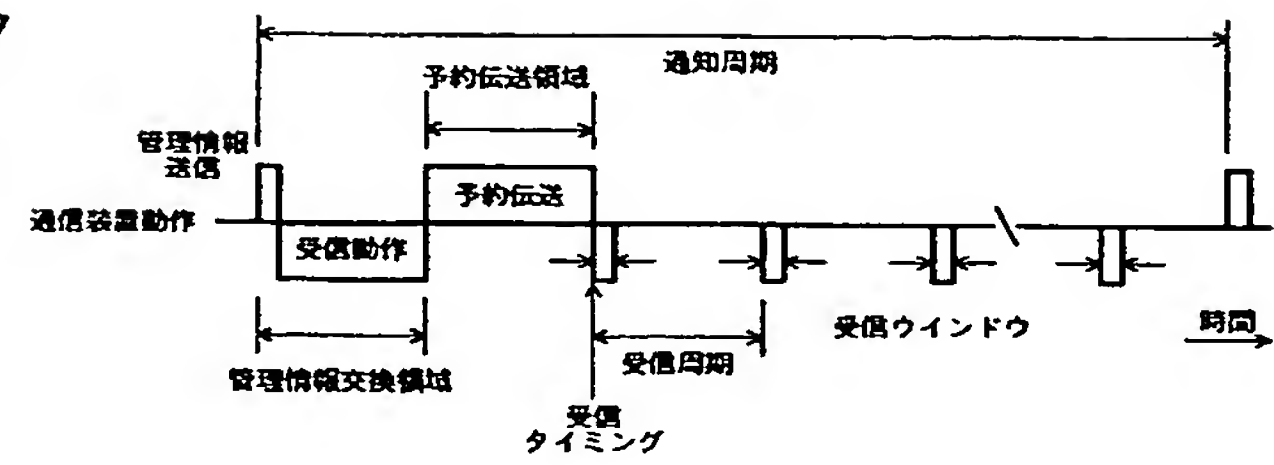 通知周期
予約伝送領域
管理情報
送信
予約伝送
通信装置動作
受信動作
受信ウインドウ
時間
受信周期
管理情報交換領域
受信
タイミング